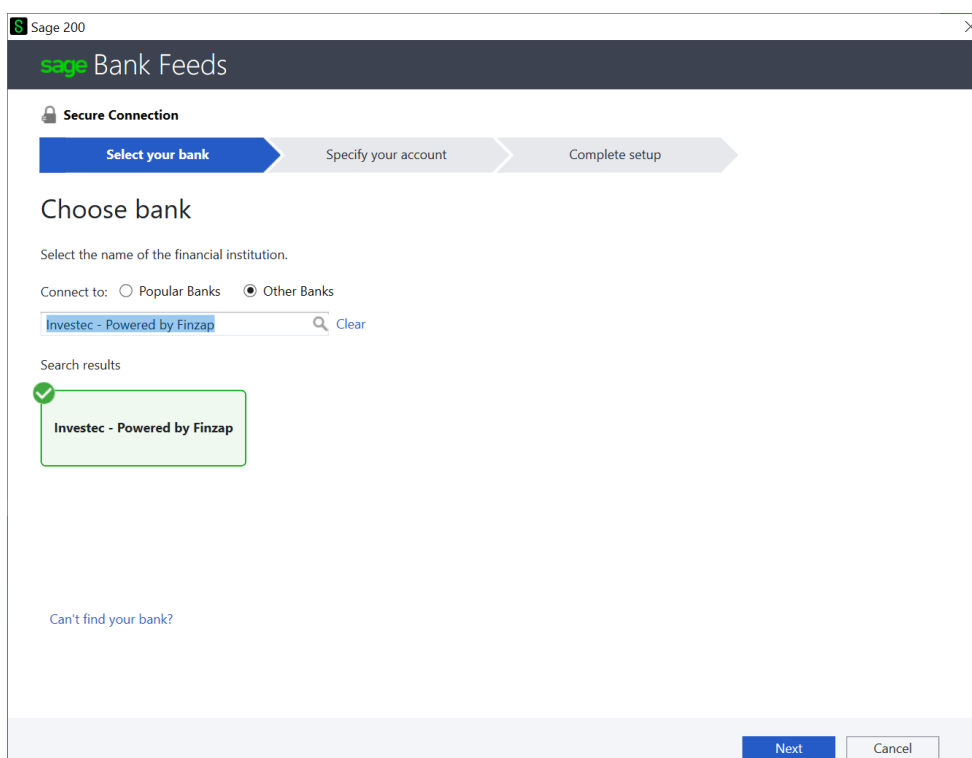 S Sage 200
sage Bank Feeds
Secure Connection
Select your bank Specify your account Complete setup
Choose bank
Select the name of the financial institution.
Connect to: Popular Banks Other Banks
Investec - Powered by Finzap Clear
Search results
Investec - Powered by Finzap
Can't find your bank?
Next Cancel